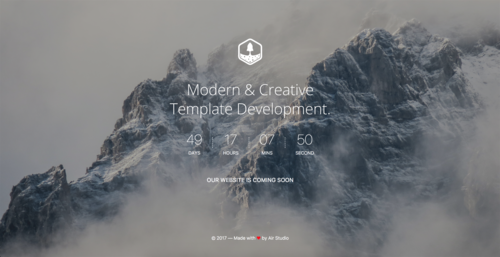 Modern & Creative
Template Development.
49 17 07 50
DAYS HOURS MINS SECOND
OUR WEBSITE IS COMING SOON
© 2017 — Made with ❤ by Air Studio